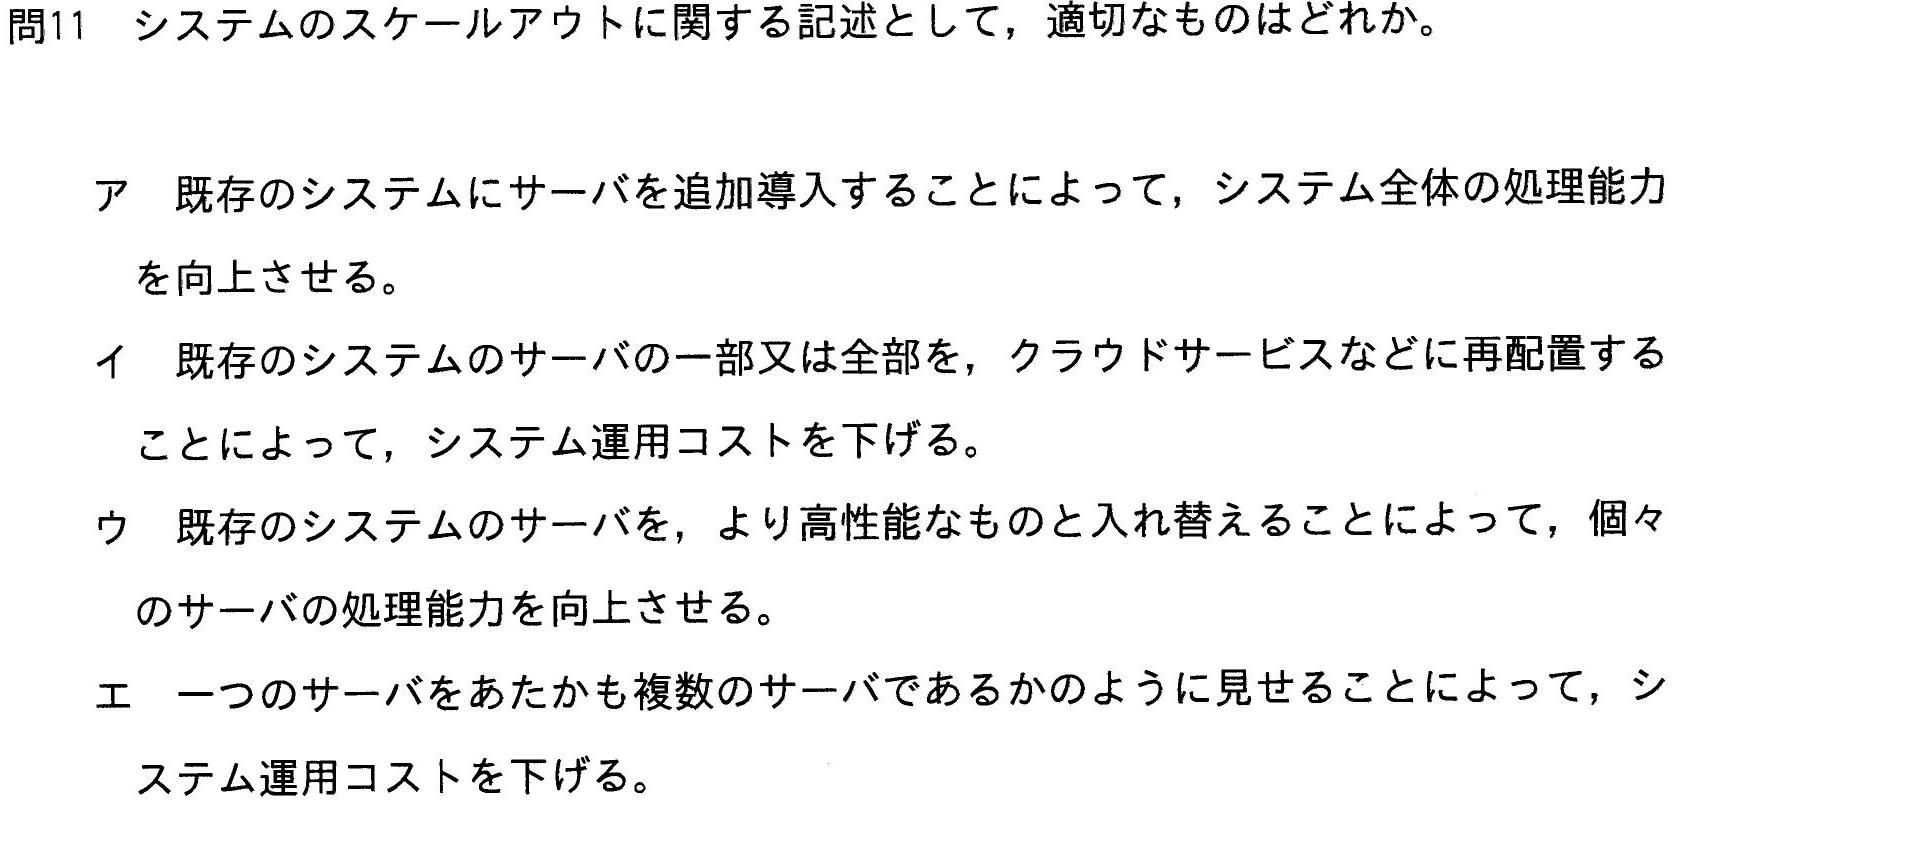 問11　システムのスケールアウトに関する記述として，適切なものはどれか。
ア　既存のシステムにサーバを追加導入することによって，システム全体の処理能力
を向上させる。
イ　既存のシステムのサーバの一部又は全部を，クラウドサービスなどに再配置する
ことによって，システム運用コストを下げる。
ウ　既存のシステムのサーバを，より高性能なものと入れ替えることによって，個々
のサーバの処理能力を向上させる。
エ　一つのサーバをあたかも複数のサーバであるかのように見せることによって，シ
ステム運用コストを下げる。